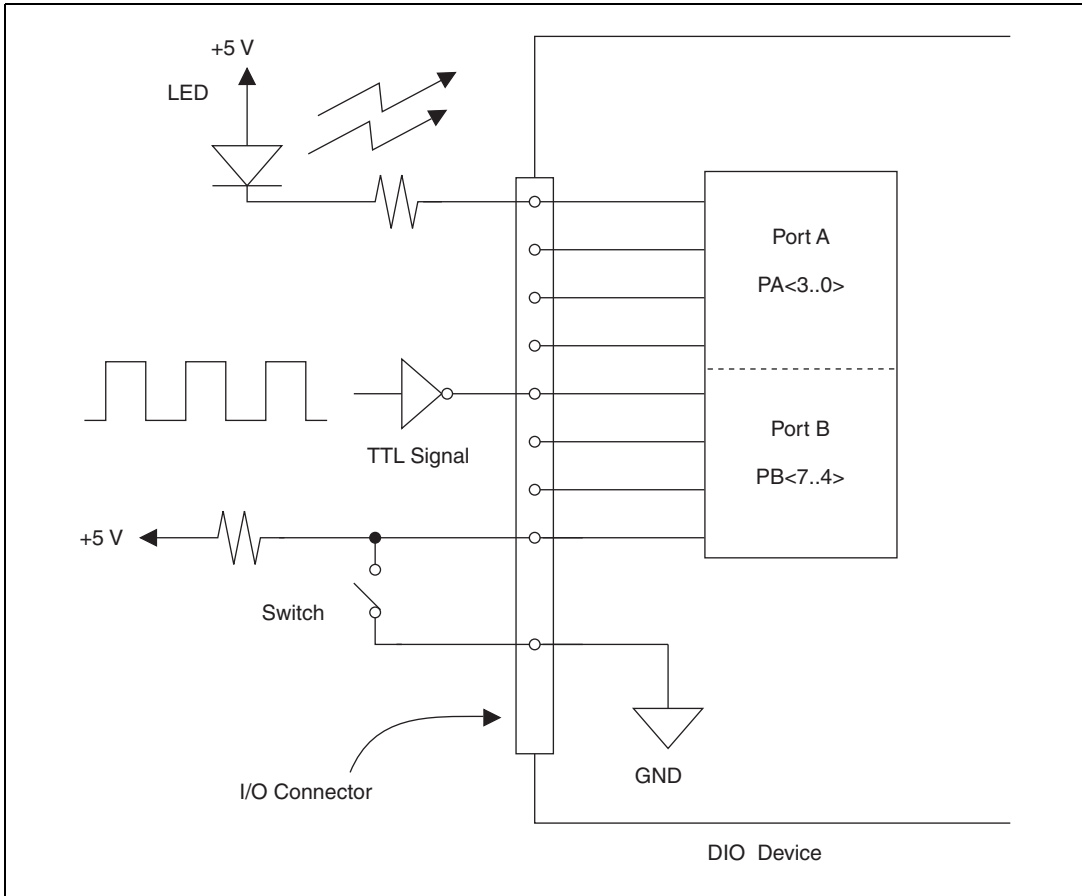 +5 V
LED
Port A
PA<3..0>
TTL Signal
Port B
PB<7..4>
+5 V
Switch
I/O Connector
GND
DIO Device